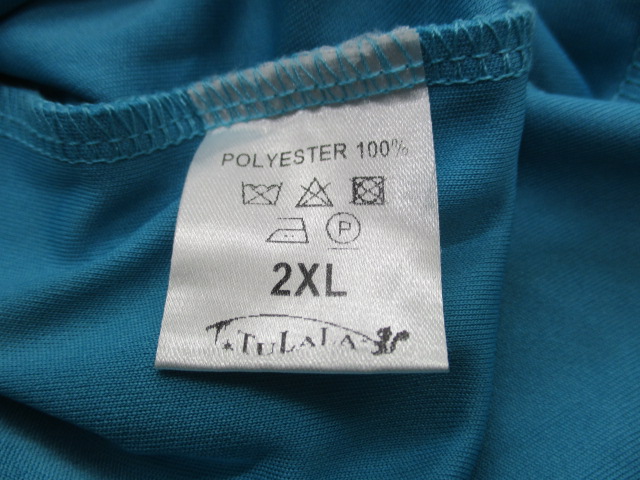 POLYESTER 100%
P
2XL
TULALA